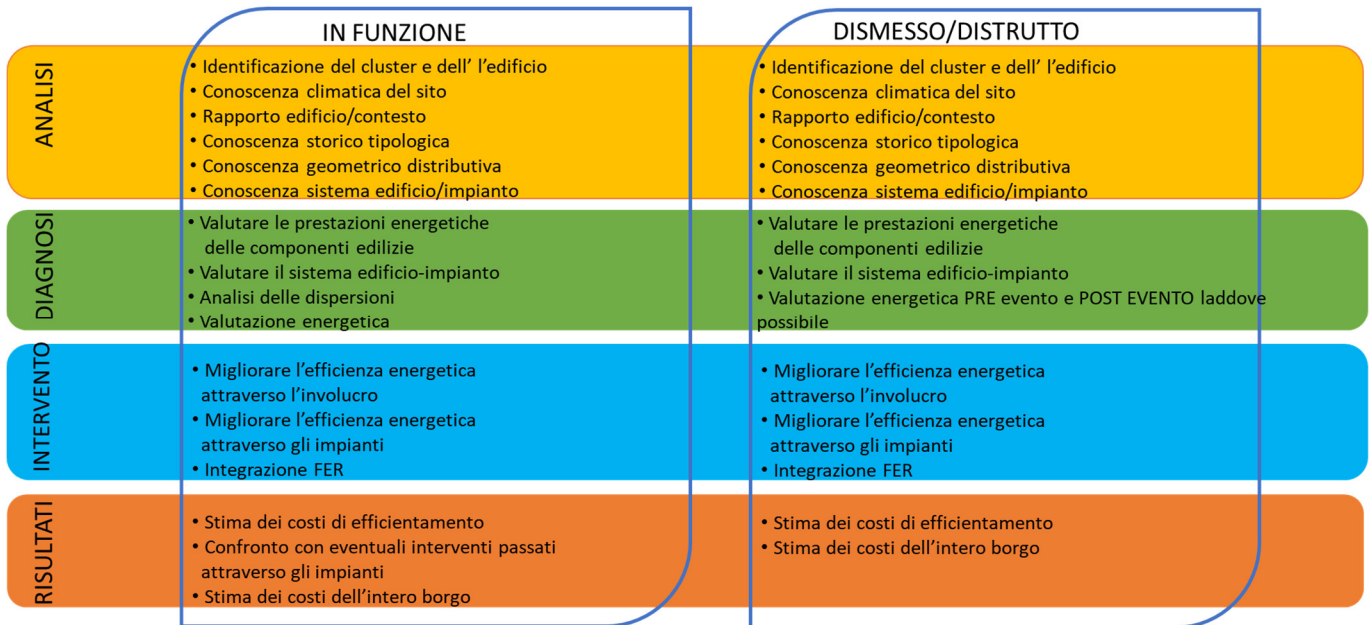 IN FUNZIONE
DISMESSO/DISTRUTTO
ANALISI
• Identificazione del cluster e dell’ l’edificio
• Conoscenza climatica del sito
• Rapporto edificio/contesto
• Conoscenza storico tipologica
• Conoscenza geometrico distributiva
• Conoscenza sistema edificio/impianto
• Identificazione del cluster e dell’ l’edificio
• Conoscenza climatica del sito
• Rapporto edificio/contesto
• Conoscenza storico tipologica
• Conoscenza geometrico distributiva
• Conoscenza sistema edificio/impianto
DIAGNOSI
• Valutare le prestazioni energetiche
delle componenti edilizie
• Valutare il sistema edificio-impianto
• Analisi delle dispersioni
• Valutazione energetica
• Valutare le prestazioni energetiche
delle componenti edilizie
• Valutare il sistema edificio-impianto
• Valutazione energetica PRE evento e POST EVENTO laddove
possibile
INTERVENTO
• Migliorare l’efficienza energetica
attraverso l’involucro
• Migliorare l’efficienza energetica
attraverso gli impianti
• Integrazione FER
• Migliorare l’efficienza energetica
attraverso l’involucro
• Migliorare l’efficienza energetica
attraverso gli impianti
• Integrazione FER
RISULTATI
• Stima dei costi di efficientamento
• Confronto con eventuali interventi passati
attraverso gli impianti
• Stima dei costi dell’intero borgo
• Stima dei costi di efficientamento
• Stima dei costi dell’intero borgo